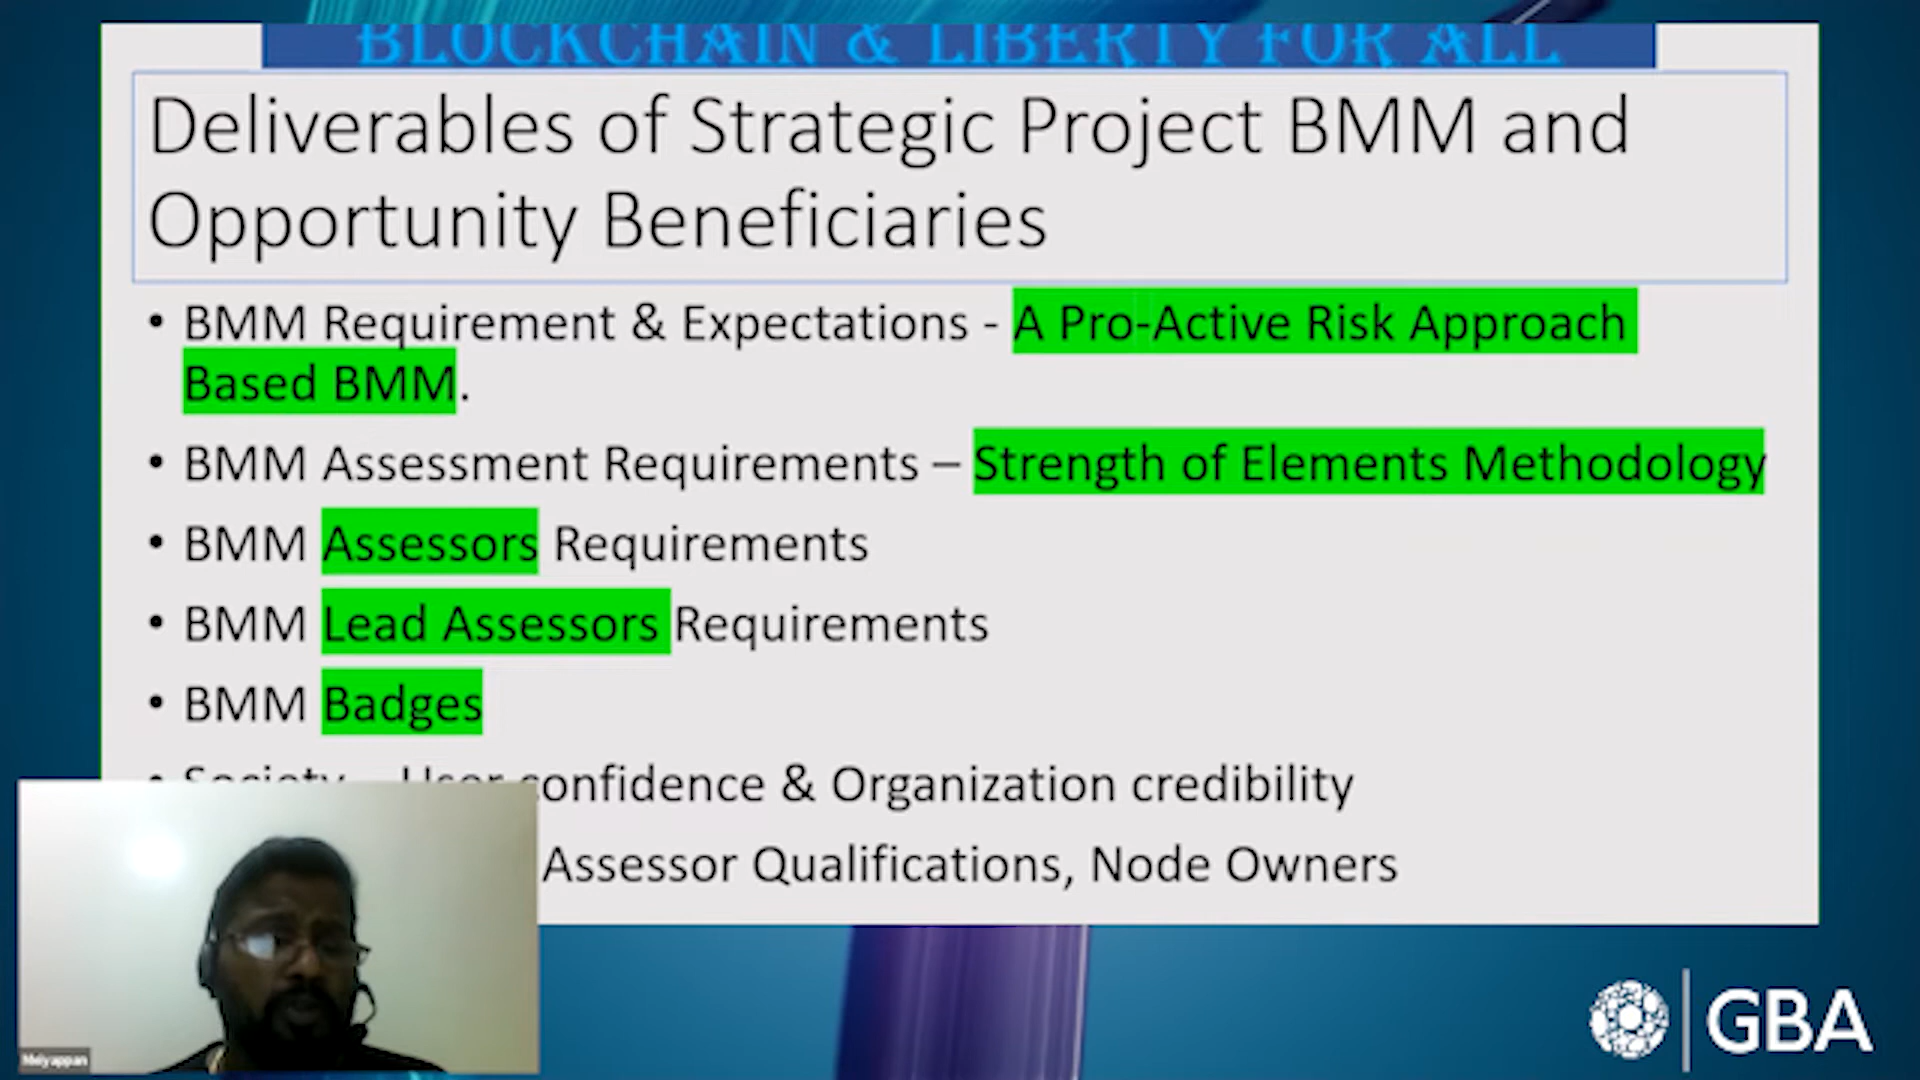 BLOCKCHAIN & LIBERTY FOR ALL
Deliverables of Strategic Project BMM and
Opportunity Beneficiaries
• BMM Requirement & Expectations - A Pro-Active Risk Approach
Based BMM.
• BMM Assessment Requirements – Strength of Elements Methodology
• BMM Assessors Requirements
• BMM Lead Assessors Requirements
• BMM Badges
• Society – User confidence & Organization credibility
Assessor Qualifications, Node Owners
Meiyappan
GBA